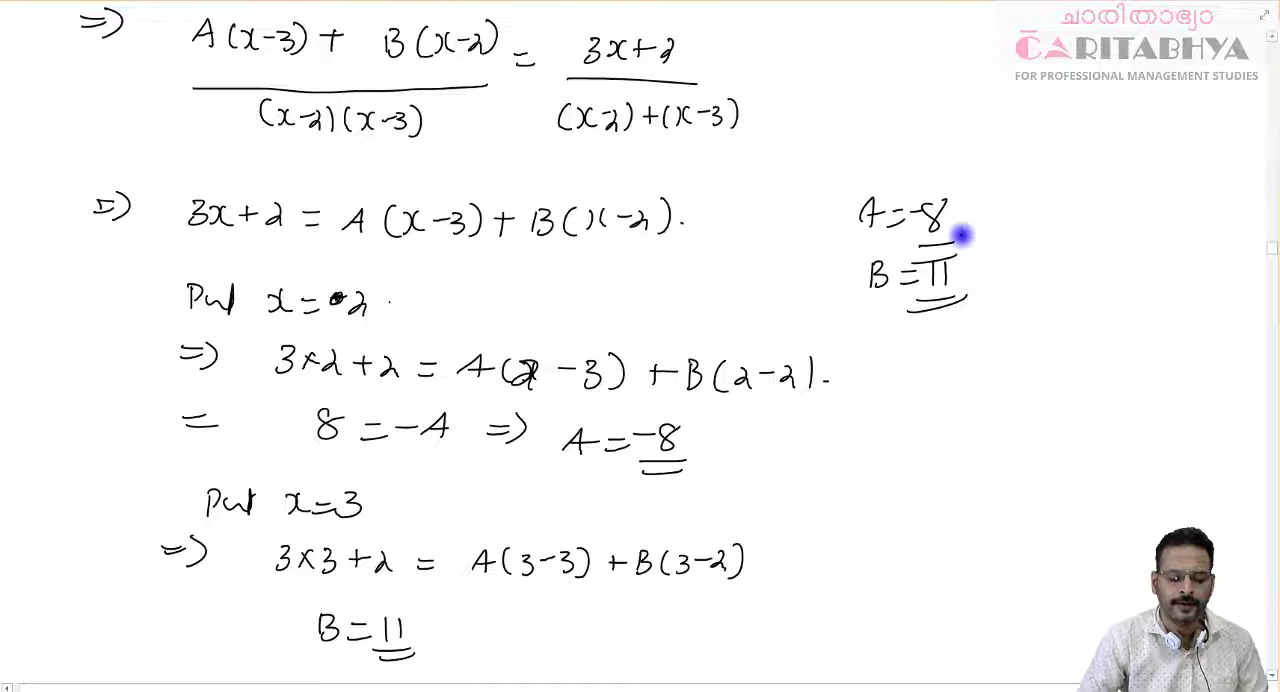 ചാരിതാഭ്യാ
CARITABHYA
FOR PROFESSIONAL MANAGEMENT STUDIES
=> A(x-3) + B(x-2) / (x-2)(x-3) = 3x+2 / (x-2)+(x-3)
=> 3x+2 = A(x-3) + B(x-2).
A = -8
B = 11
Put x = 2.
=> 3×2+2 = A(2-3) + B(2-2).
= 8 = -A => A = -8
Put x=3
=> 3×3+2 = A(3-3) + B(3-2)
B = 11